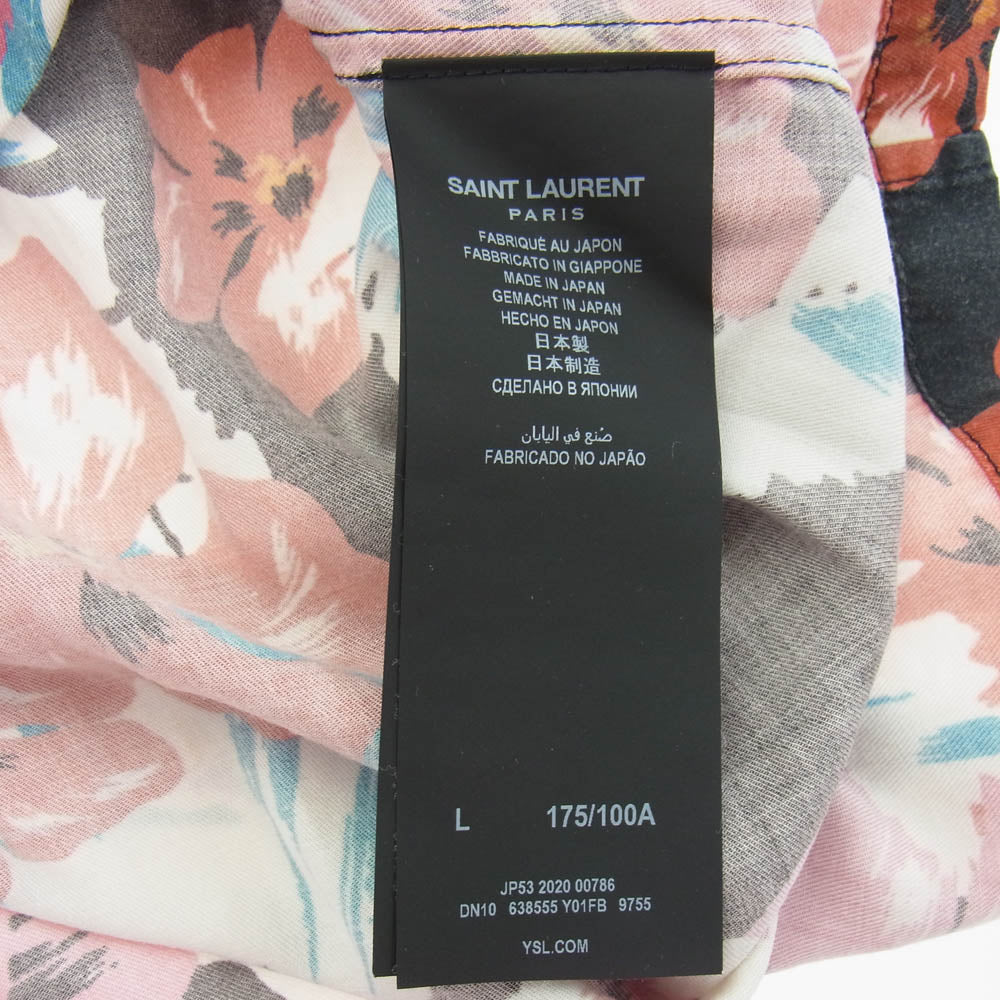 SAINT LAURENT
PARIS
FABRIQUÉ AU JAPON
FABBRICATO IN GIAPPONE
MADE IN JAPAN
GEMACHT IN JAPAN
HECHO EN JAPON
日本製
日本制造
СДЕЛАНО В ЯПОНИИ
صُنع في اليابان
FABRICADO NO JAPÃO
L 175/100A
JP53 2020 00786
DN10 638555 Y01FB 9755
YSL.COM